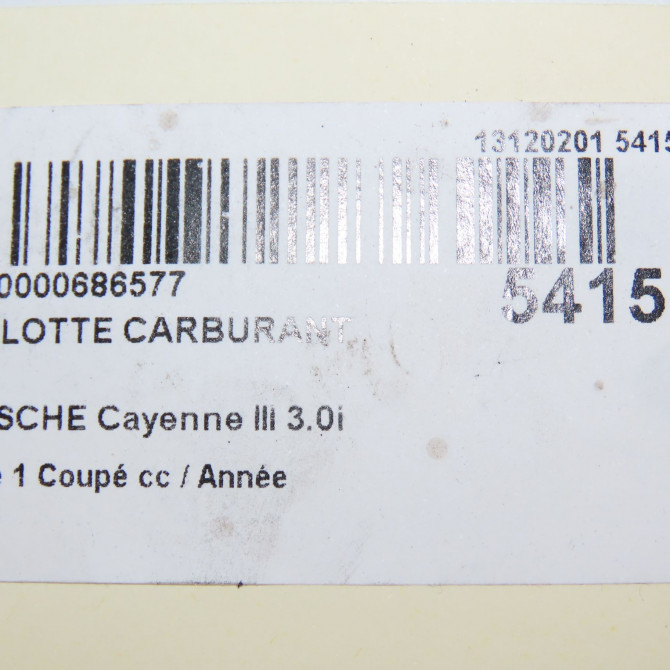 13120201 5415
0000686577
5415
LOTTE CARBURANT
SCHE Cayenne III 3.0i
e 1 Coupé cc / Année